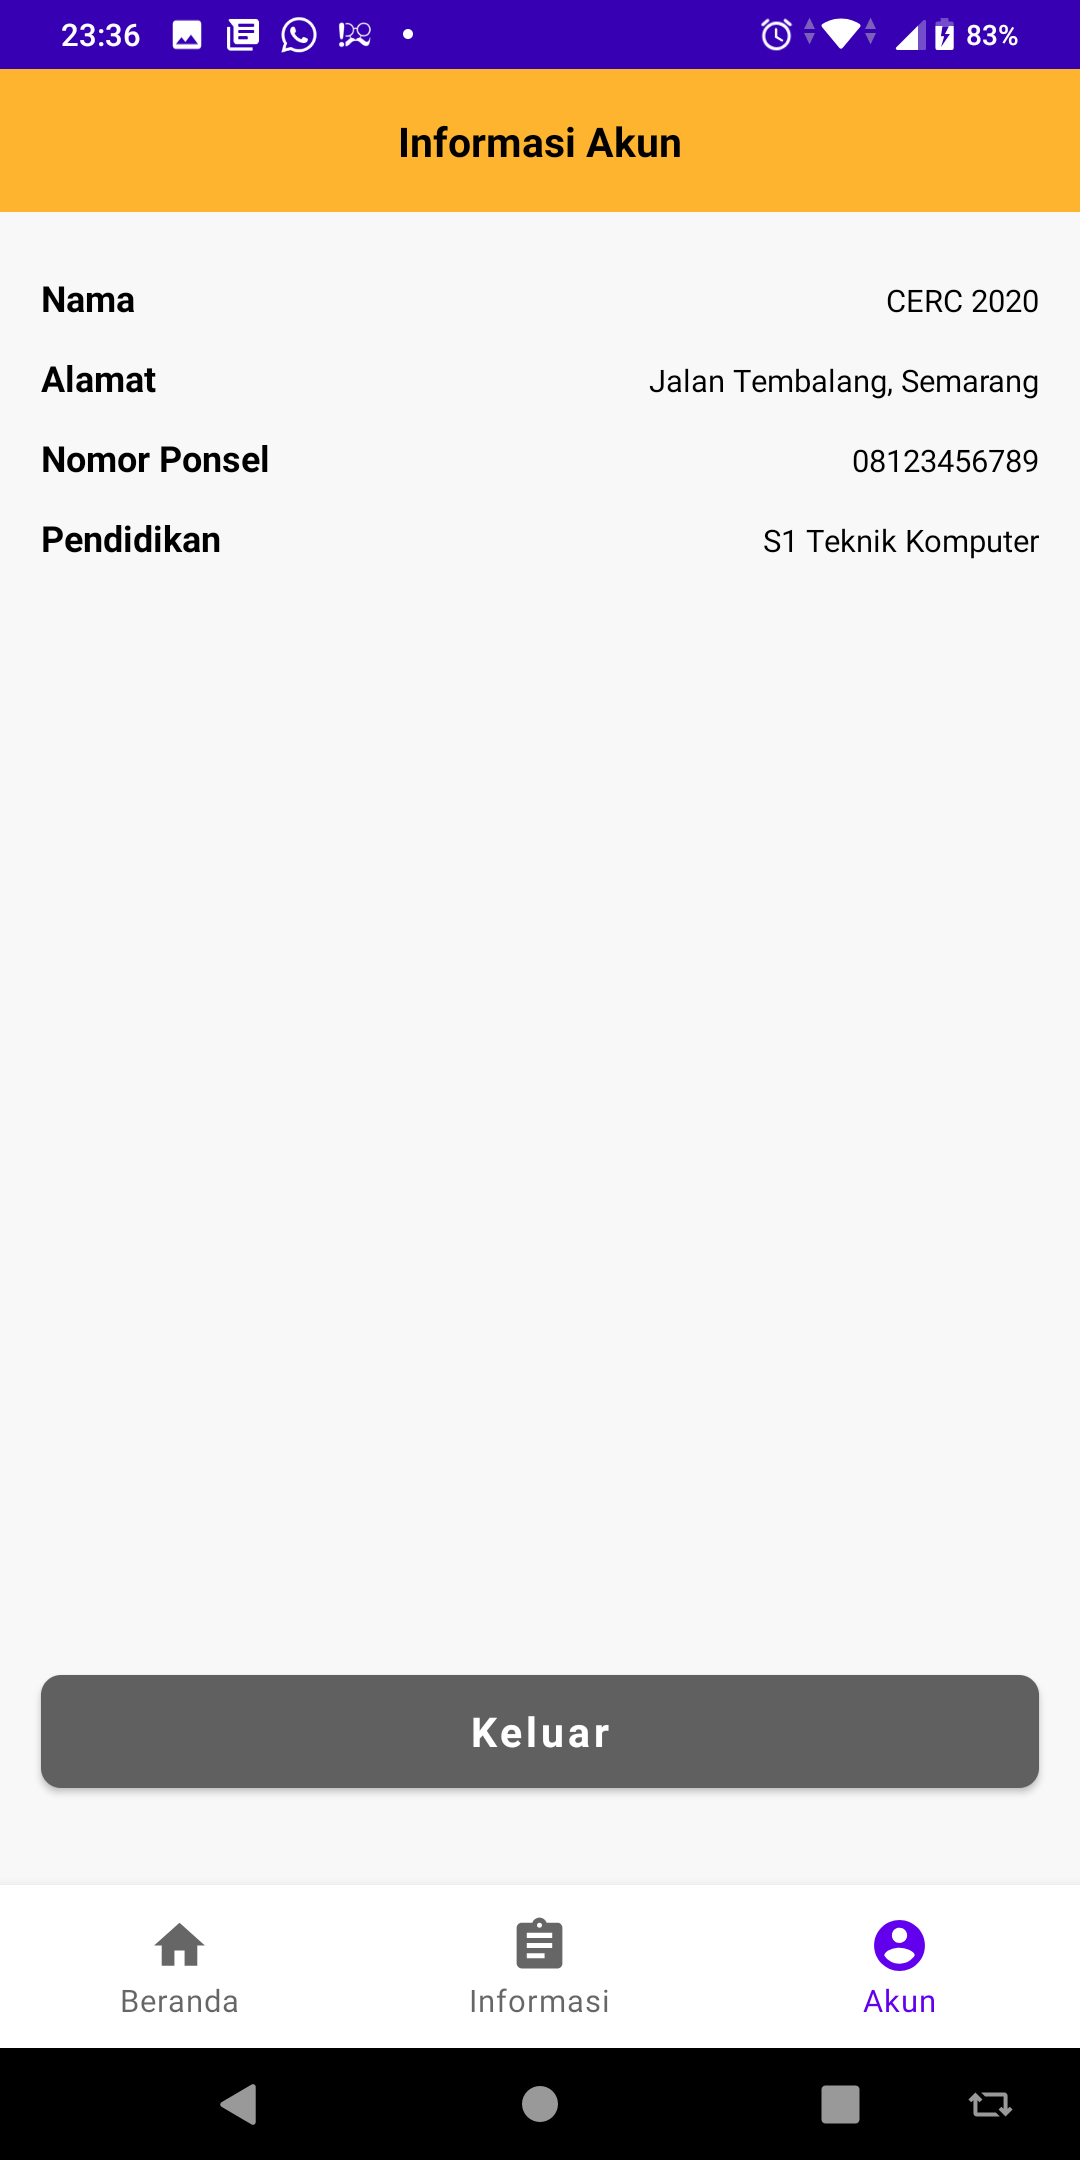 23:36 83%
Informasi Akun
Nama CERC 2020
Alamat Jalan Tembalang, Semarang
Nomor Ponsel 08123456789
Pendidikan S1 Teknik Komputer
Keluar
Beranda Informasi Akun